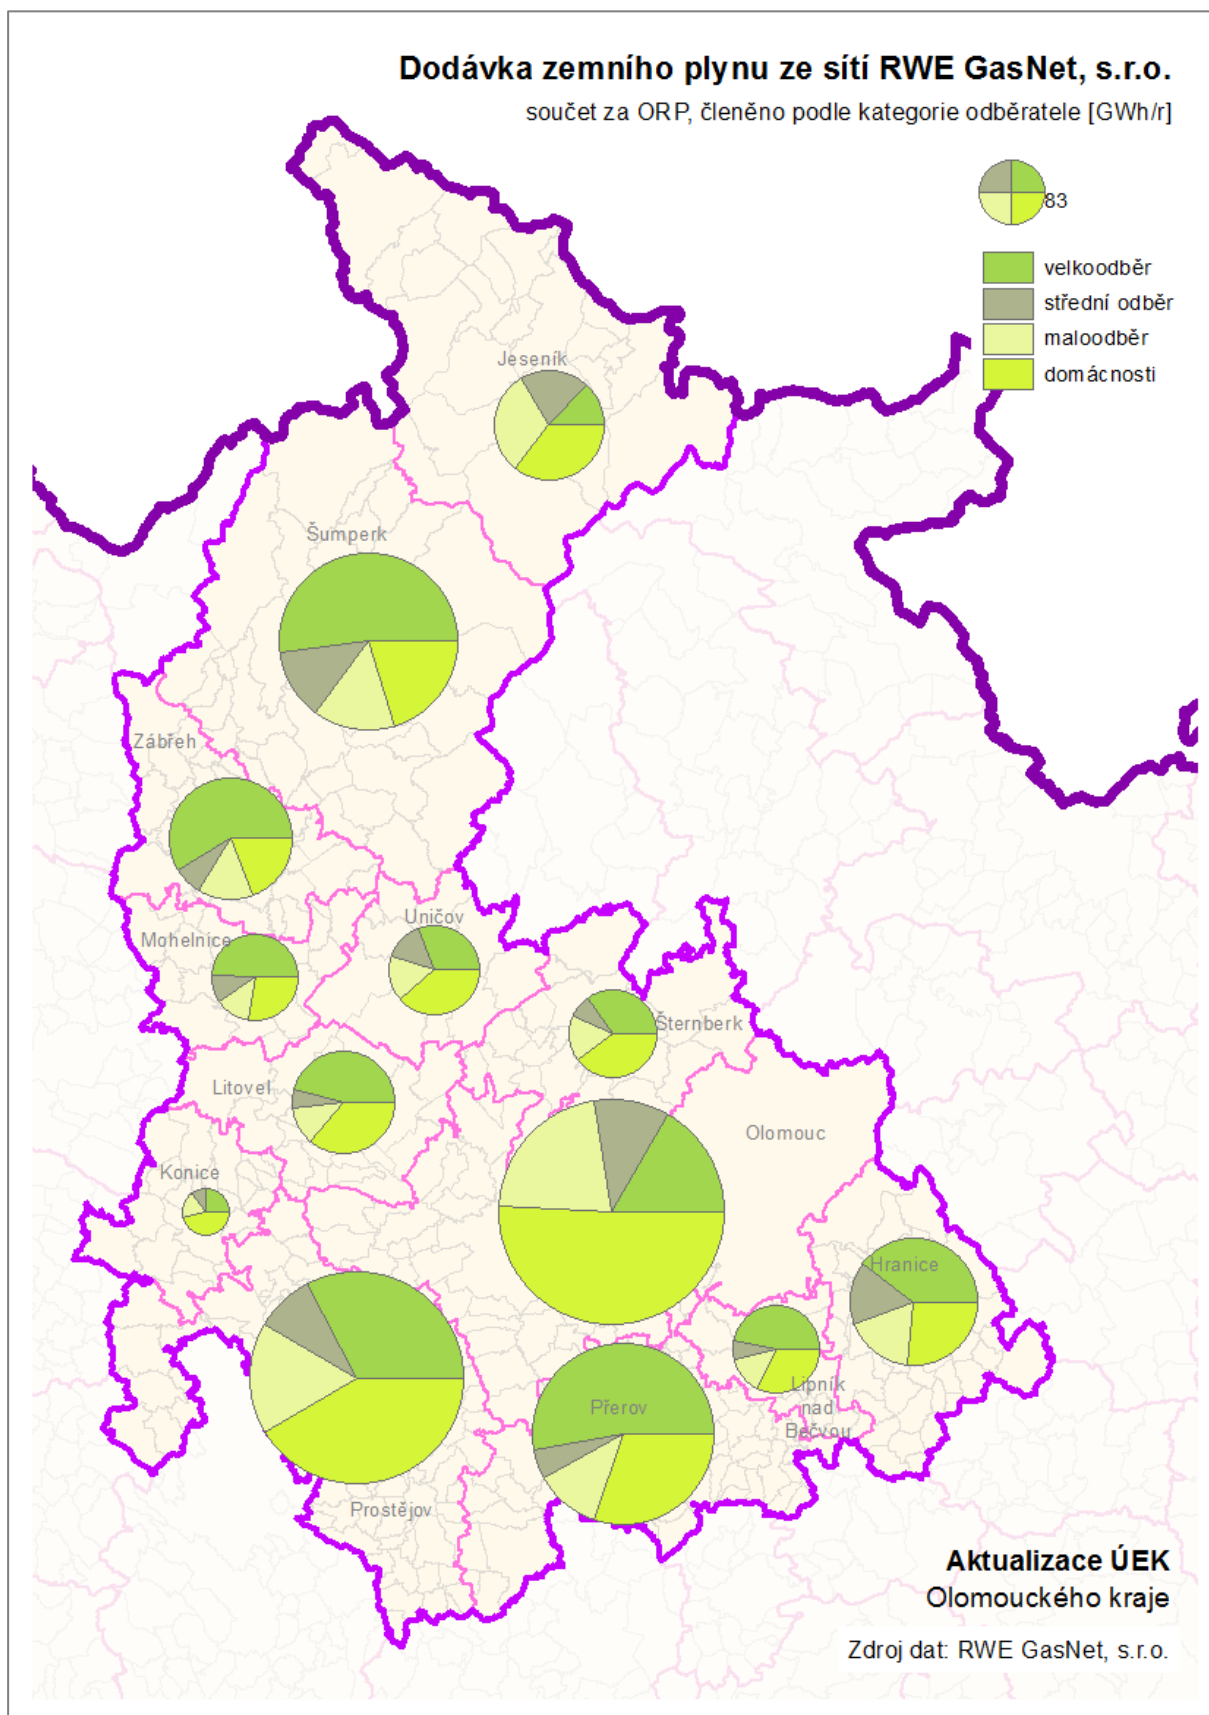 Dodávka zemního plynu ze sítí RWE GasNet, s.r.o.
součet za ORP, členěno podle kategorie odběratele [GWh/r]
83
velkoodběr
střední odběr
maloodběr
domácnosti
Jeseník
Šumperk
Zábřeh
Uničov
Mohelnice
Šternberk
Litovel
Olomouc
Konice
Hranice
Lipník
nad
Bečvou
Přerov
Prostějov
Aktualizace ÚEK
Olomouckého kraje
Zdroj dat: RWE GasNet, s.r.o.